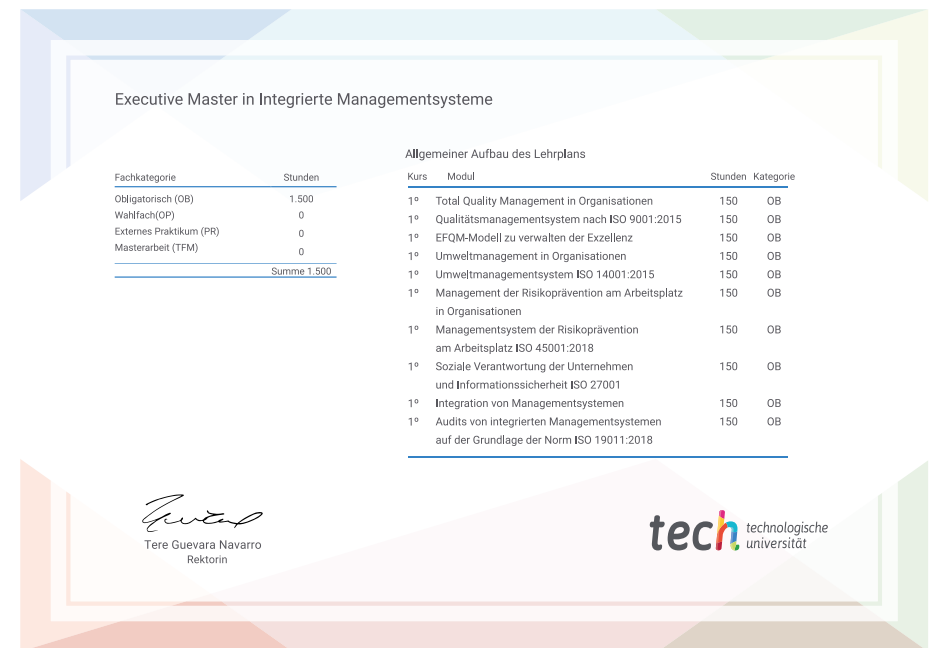 Executive Master in Integrierte Managementsysteme
Fachkategorie Stunden
Obligatorisch (OB) 1.500
Wahlfach(OP) 0
Externes Praktikum (PR) 0
Masterarbeit (TFM) 0
Summe 1.500
Allgemeiner Aufbau des Lehrplans
Kurs Modul Stunden Kategorie
1º Total Quality Management in Organisationen 150 OB
1º Qualitätsmanagementsystem nach ISO 9001:2015 150 OB
1º EFQM-Modell zu verwalten der Exzellenz 150 OB
1º Umweltmanagement in Organisationen 150 OB
1º Umweltmanagementsystem ISO 14001:2015 150 OB
1º Management der Risikoprävention am Arbeitsplatz 150 OB
in Organisationen
1º Managementsystem der Risikoprävention 150 OB
am Arbeitsplatz ISO 45001:2018
1º Soziale Verantwortung der Unternehmen 150 OB
und Informationssicherheit ISO 27001
1º Integration von Managementsystemen 150 OB
1º Audits von integrierten Managementsystemen 150 OB
auf der Grundlage der Norm ISO 19011:2018
Tere Guevara Navarro
Rektorin
tech technologische
universität